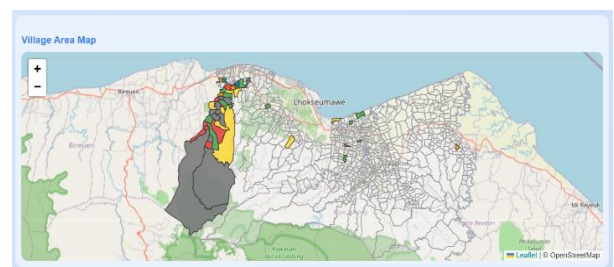 Village Area Map
+
−
Bireuen
Lhokseumawe
Bireuen
Idi Rayeuk
Leaflet | © OpenStreetMap